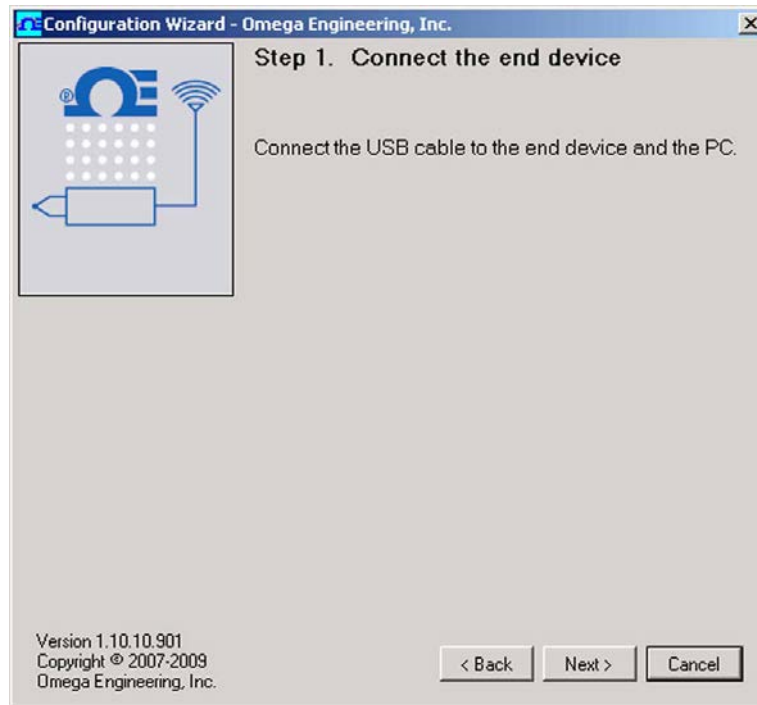 Configuration Wizard - Omega Engineering, Inc.
Step 1. Connect the end device
®
Connect the USB cable to the end device and the PC.
Version 1.10.10.901
Copyright © 2007-2009
Omega Engineering, Inc.
< Back Next > Cancel